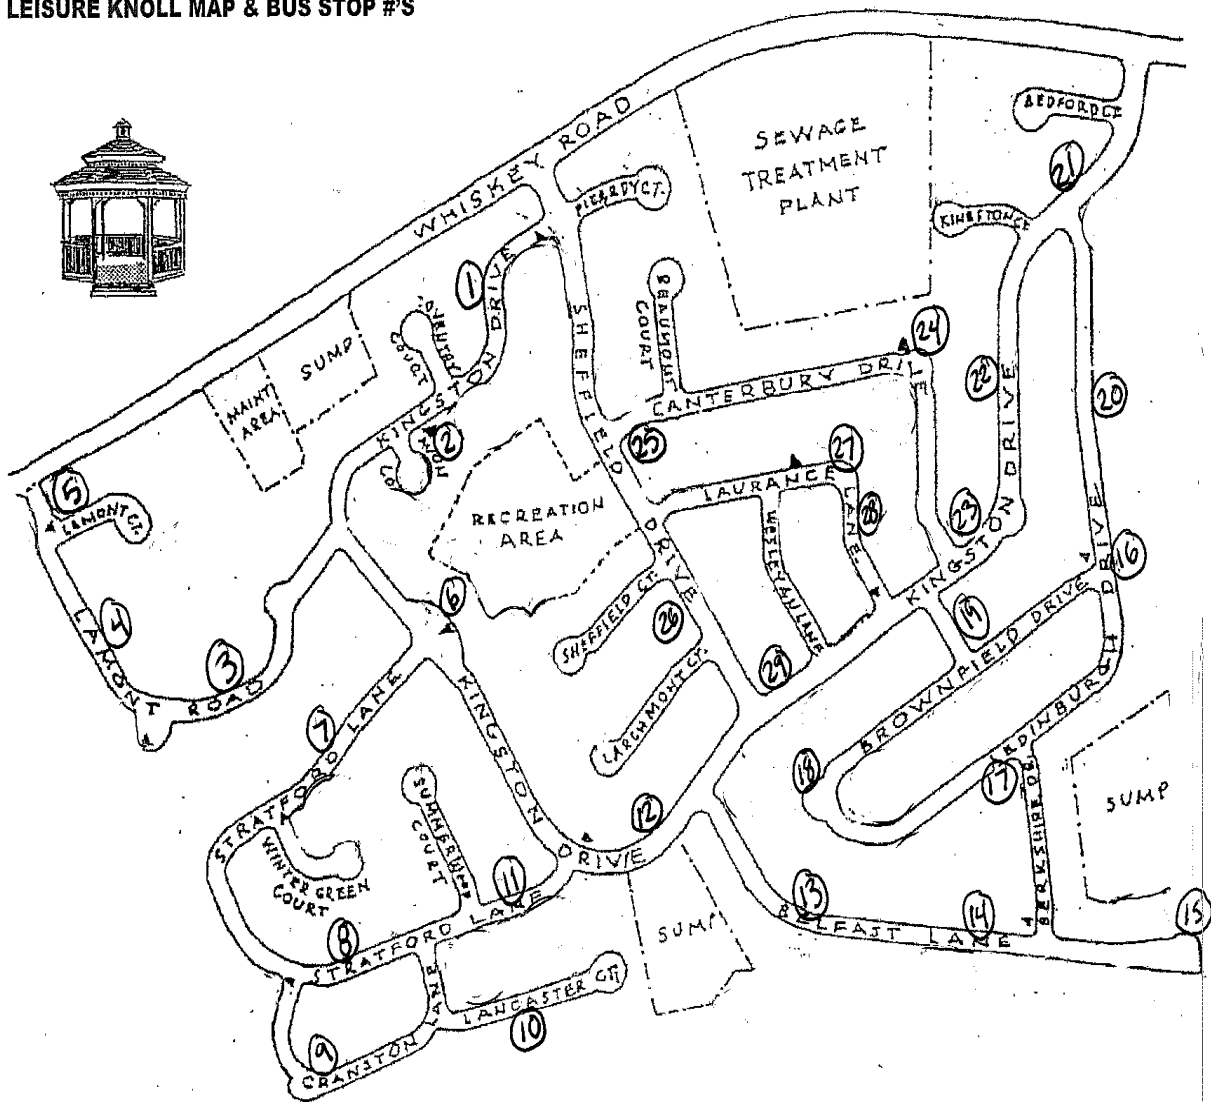 LEISURE KNOLL MAP & BUS STOP #'S
WHISKEY ROAD
BEDFORD CT
SEWAGE
TREATMENT
PLANT
21
PICARDY CT.
KINGSTON CT
1
KINGSTON DRIVE
SHEFFIELD DRIVE
BEAUMONT
COURT
24
SUMP
COURT
MAINT
AREA
CANTERBURY DRIVE
22
20
KINGSTON DRIVE
2
25
27
LAURANCE LANE
5
LAMONT CT.
RECREATION
AREA
WESLEYAN LANE
28
23
16
4
LAMONT ROAD
3
6
SHEFFIELD CT.
26
19
29
LARCHMONT CT.
BROWNFIELD DRIVE
EDINBURGH DRIVE
7
STRATFORD LANE
KINGSTON DRIVE
18
17
SUMP
12
COURT
WINTER GREEN
COURT
11
BERKSHIRE
13
14
15
BELFAST LANE
8
STRATFORD LANE
SUMP
LANCASTER CT.
10
9
CRANSTON LANE